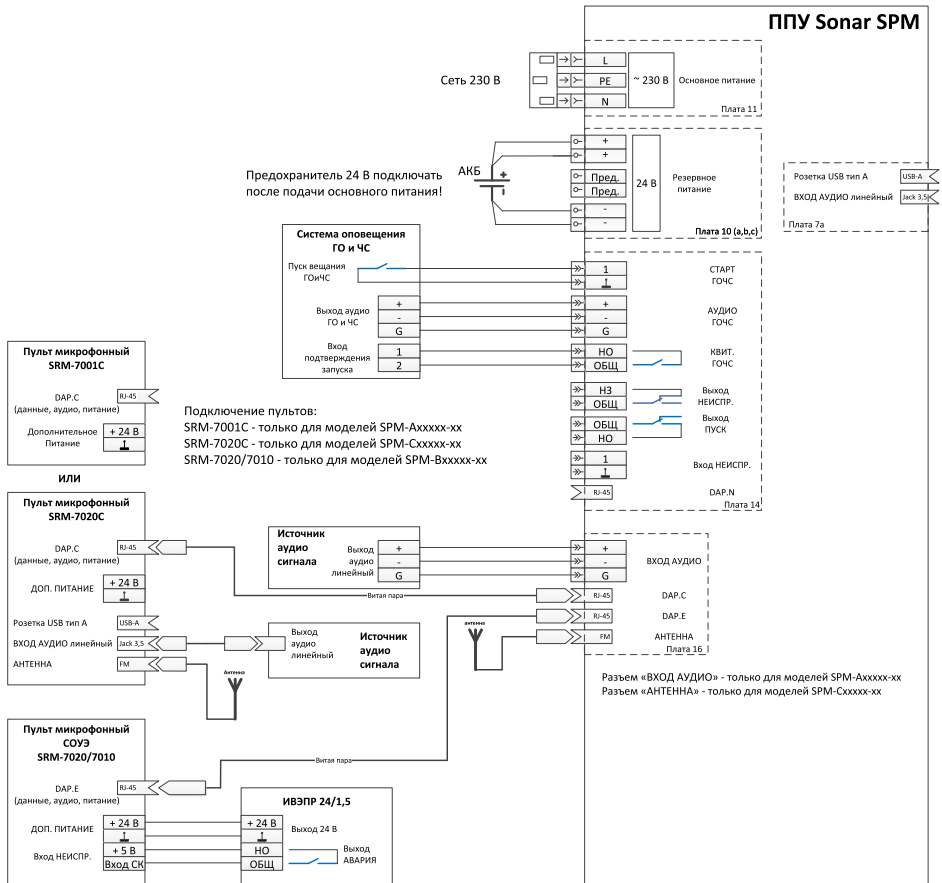 ППУ Sonar SPM
Сеть 230 В
L
PE
N
~ 230 В
Основное питание
Плата 11
Предохранитель 24 В подключать
после подачи основного питания!
АКБ
+
-
+
+
Пред.
Пред.
-
-
24 В
Резервное
питание
Плата 10 (a,b,c)
Розетка USB тип А
USB-A
ВХОД АУДИО линейный
Jack 3,5
Плата 7a
Система оповещения
ГО и ЧС
Пуск вещания
ГОиЧС
Выход аудио
ГО и ЧС
+
-
G
Вход
подтверждения
запуска
1
2
1
СТАРТ
ГОЧС
+
-
G
АУДИО
ГОЧС
НО
ОБЩ
КВИТ.
ГОЧС
НЗ
ОБЩ
Выход
НЕИСПР.
ОБЩ
НО
Выход
ПУСК
1
Вход НЕИСПР.
RJ-45
DAP.N
Плата 14
Пульт микрофонный
SRM-7001C
DAP.C
(данные, аудио, питание)
RJ-45
Дополнительное
Питание
+ 24 В
Подключение пультов:
SRM-7001C - только для моделей SPM-Axxxxx-xx
SRM-7020C - только для моделей SPM-Cxxxxx-xx
SRM-7020/7010 - только для моделей SPM-Bxxxxx-xx
ИЛИ
Пульт микрофонный
SRM-7020C
DAP.C
(данные, аудио, питание)
RJ-45
ДОП. ПИТАНИЕ
+ 24 В
Розетка USB тип А
USB-A
ВХОД АУДИО линейный
Jack 3,5
АНТЕННА
FM
Антенна
Источник
аудио
сигнала
Выход
аудио
линейный
+
-
G
Витая пара
Выход
аудио
линейный
Источник
аудио
сигнала
антенна
+
-
G
ВХОД АУДИО
RJ-45
DAP.C
RJ-45
DAP.E
FM
АНТЕННА
Плата 16
Разъем «ВХОД АУДИО» - только для моделей SPM-Axxxxx-xx
Разъем «АНТЕННА» - только для моделей SPM-Cxxxxx-xx
Пульт микрофонный
СОУЭ
SRM-7020/7010
DAP.E
(данные, аудио, питание)
RJ-45
Витая пара
ДОП. ПИТАНИЕ
+ 24 В
Вход НЕИСПР.
+ 5 В
Вход СК
ИВЭПР 24/1,5
+ 24 В
Выход 24 В
НО
ОБЩ
Выход
АВАРИЯ